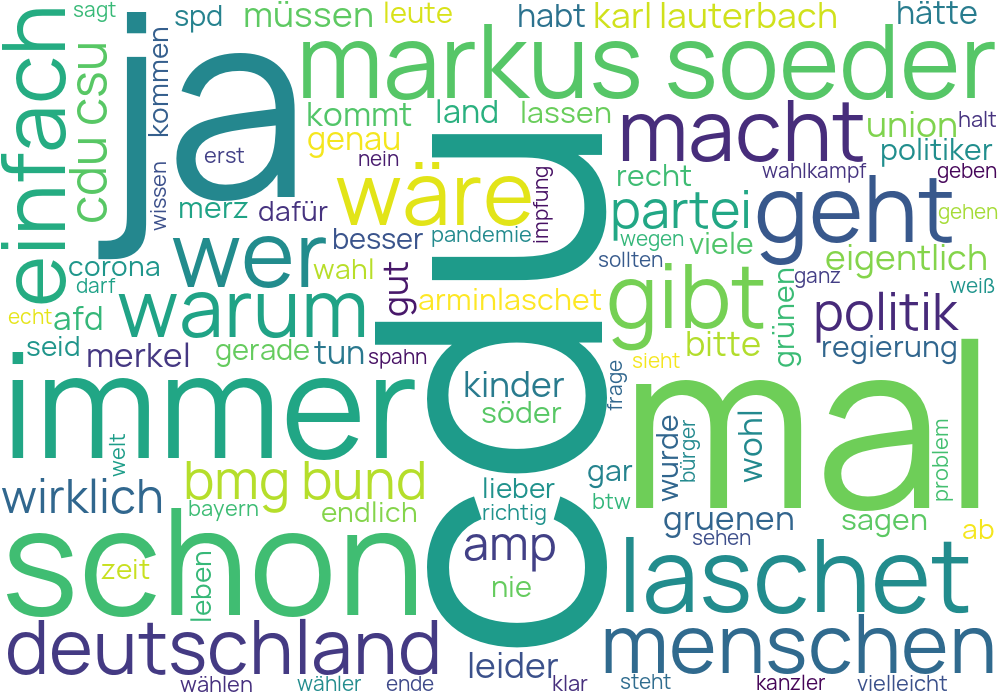 sagt
spd
müssen
leute
habt
karl lauterbach
hätte
einfach
cdu csu
ja
kommen
markus soeder
kommt
land
lassen
macht
union
halt
genau
nein
politiker
erst
wahlkampf
geben
wissen
wäre
impfung
recht
geht
merz
dafür
partei
gehen
wer
besser
pandemie
wegen
viele
cdu
corona
wahl
gut
sollten
eigentlich
darf
ganz
weiß
warum
arminlaschet
gibt
grünen
politik
echt
afd
seid
merkel
gerade
tun
spahn
bitte
regierung
sieht
immer
kinder
frage
mal
söder
welt
wurde
bürger
wohl
problem
wirklich
bmg bund
gar
lieber
btw
bayern
endlich
richtig
gruenen
sagen
ab
schon
amp
sehen
zeit
leben
nie
laschet
deutschland
menschen
leider
wählen
wähler
ende
klar
steht
kanzler
vielleicht